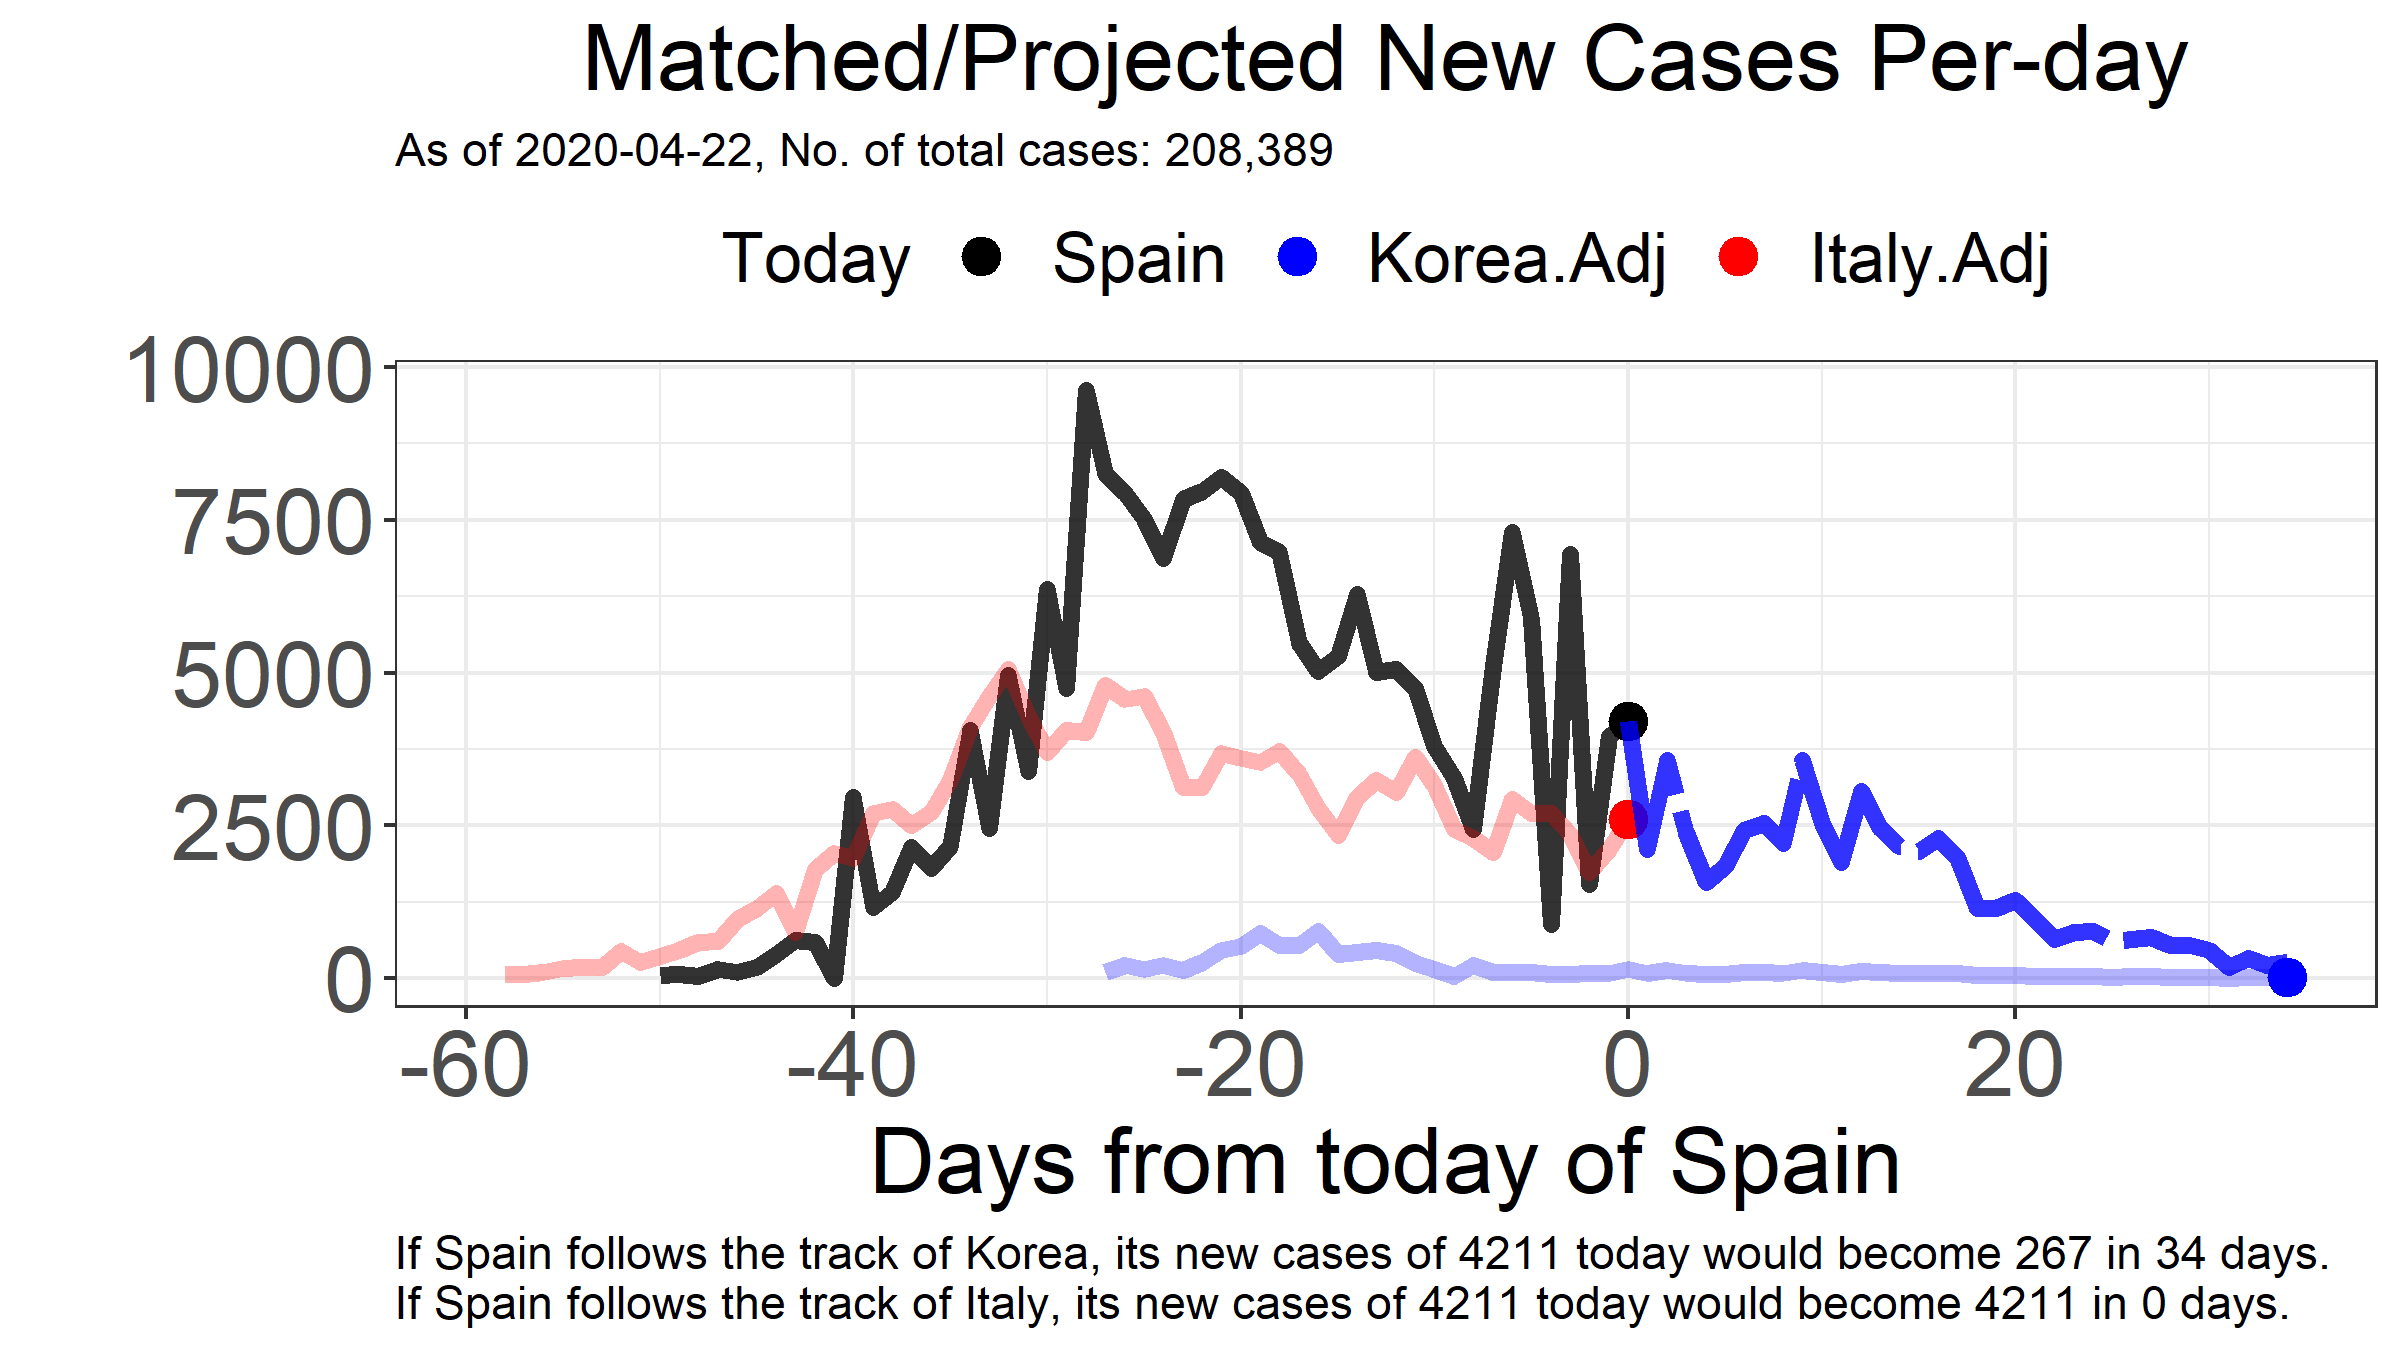 Matched/Projected New Cases Per-day
As of 2020-04-22, No. of total cases: 208,389
Today Spain Korea.Adj Italy.Adj
10000
7500
5000
2500
0
-60 -40 -20 0 20
Days from today of Spain
If Spain follows the track of Korea, its new cases of 4211 today would become 267 in 34 days.
If Spain follows the track of Italy, its new cases of 4211 today would become 4211 in 0 days.